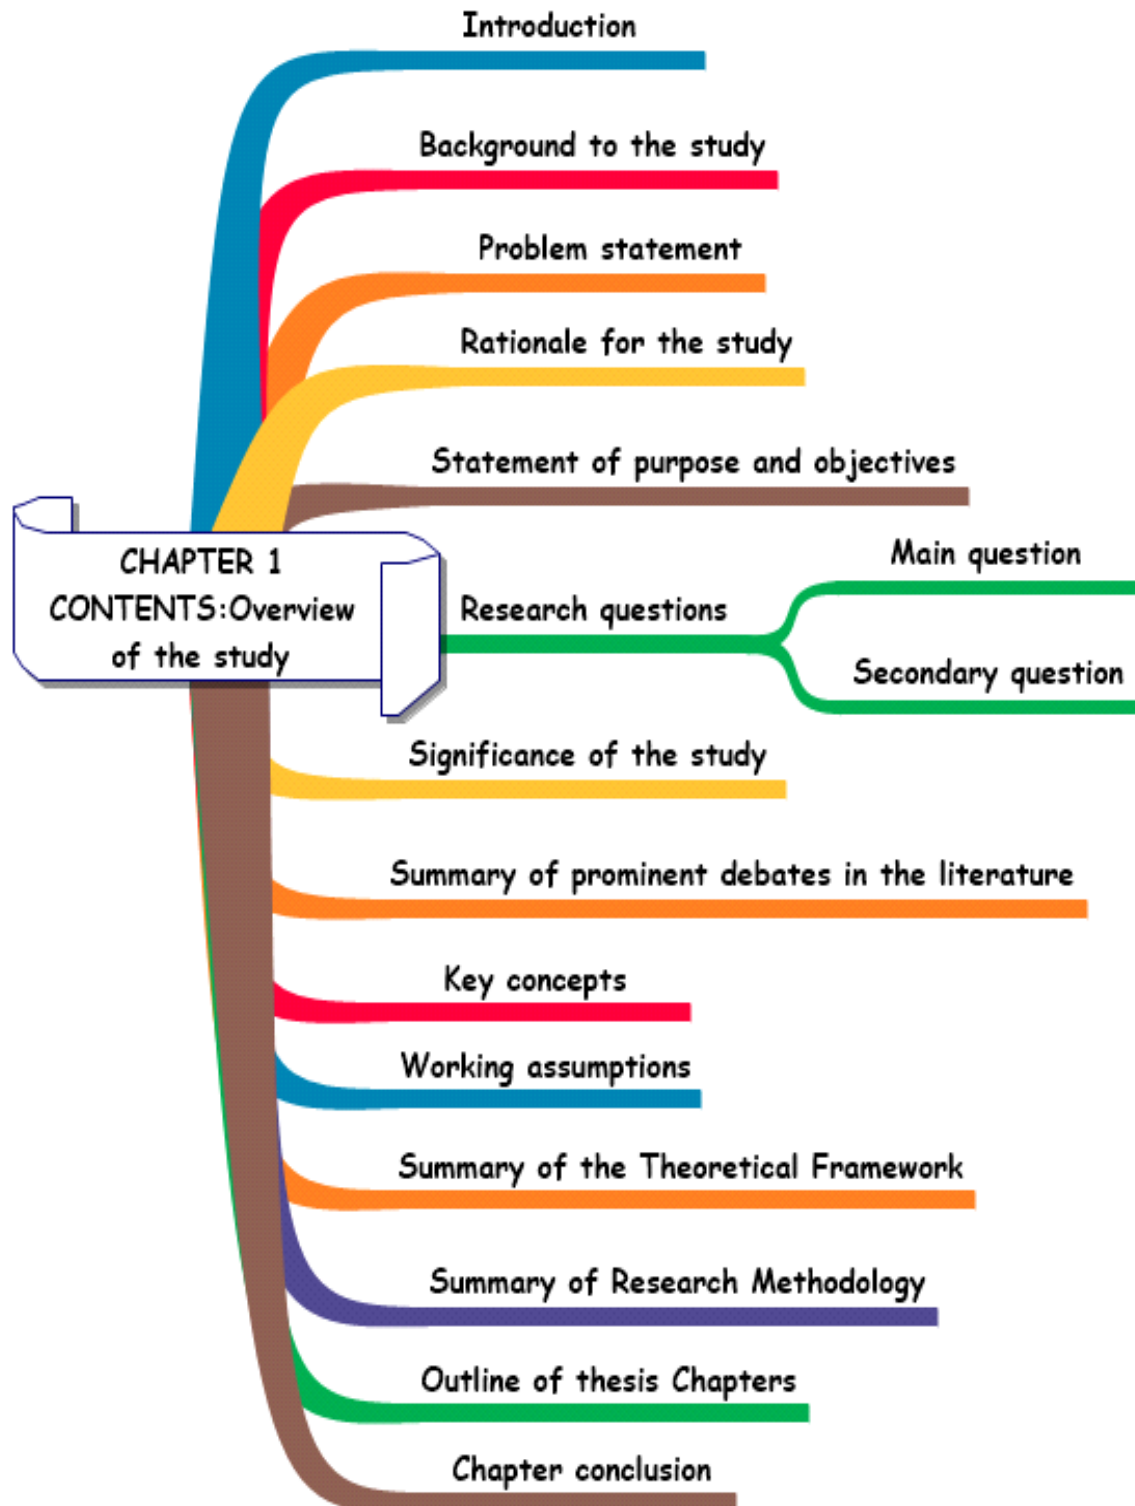 Introduction
Background to the study
Problem statement
Rationale for the study
Statement of purpose and objectives
CHAPTER 1
CONTENTS:Overview
of the study
Research questions
Main question
Secondary question
Significance of the study
Summary of prominent debates in the literature
Key concepts
Working assumptions
Summary of the Theoretical Framework
Summary of Research Methodology
Outline of thesis Chapters
Chapter conclusion